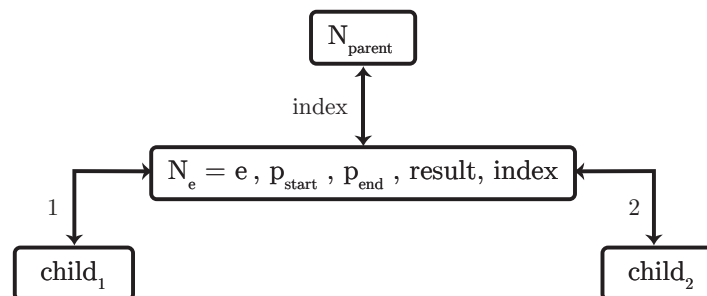 N_parent
index
N_e = e , p_start , p_end , result, index
1
2
child_1
child_2